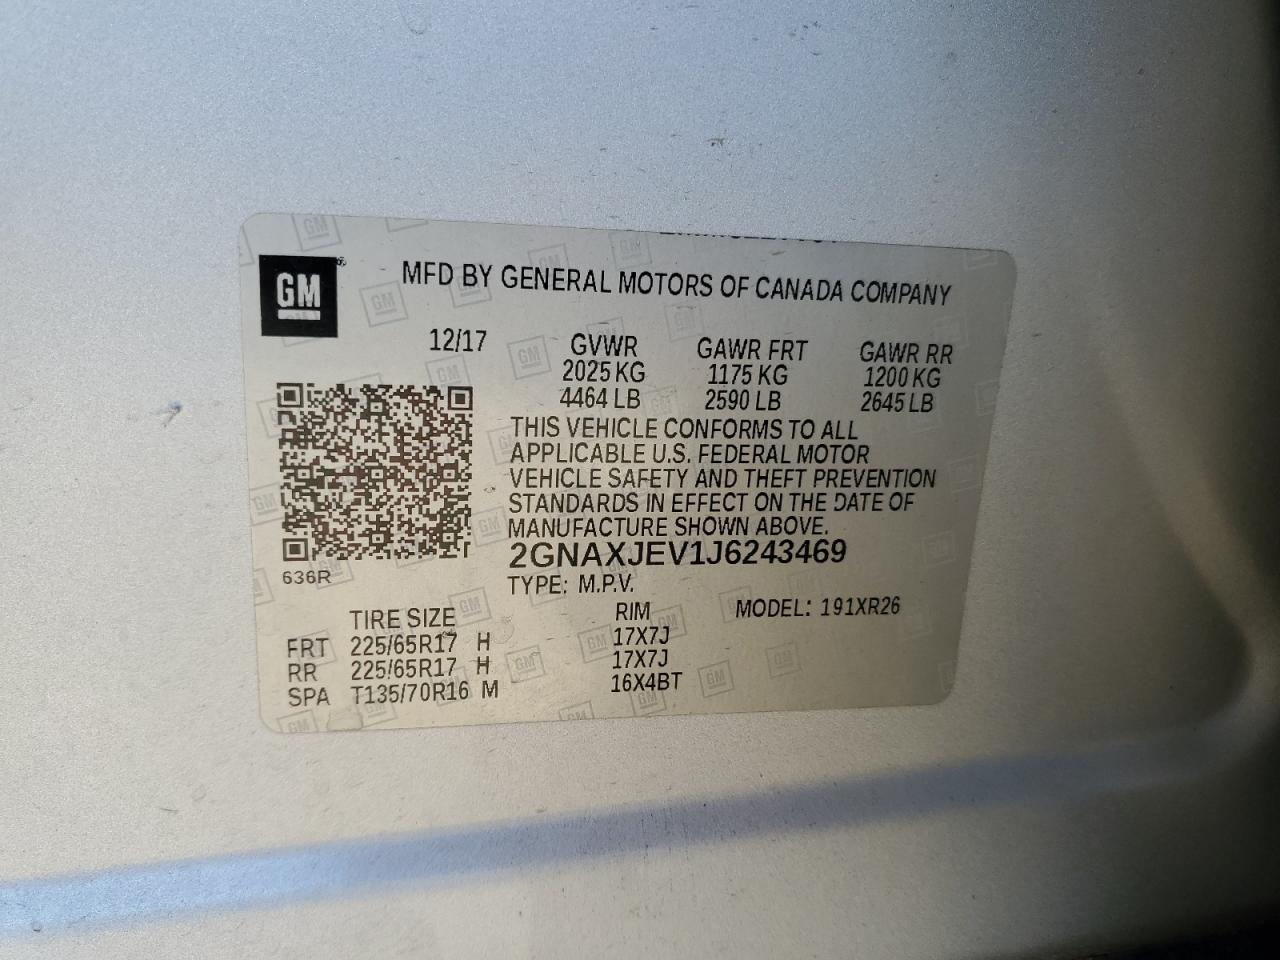 GM
MFD BY GENERAL MOTORS OF CANADA COMPANY
12/17 GVWR GAWR FRT GAWR RR
2025 KG 1175 KG 1200 KG
4464 LB 2590 LB 2645 LB
THIS VEHICLE CONFORMS TO ALL
APPLICABLE U.S. FEDERAL MOTOR
VEHICLE SAFETY AND THEFT PREVENTION
STANDARDS IN EFFECT ON THE DATE OF
MANUFACTURE SHOWN ABOVE.
2GNAXJEV1J6243469
636R
TYPE: M.P.V.
TIRE SIZE RIM MODEL: 191XR26
FRT 225/65R17 H 17X7J
RR 225/65R17 H 17X7J
SPA T135/70R16 M 16X4BT